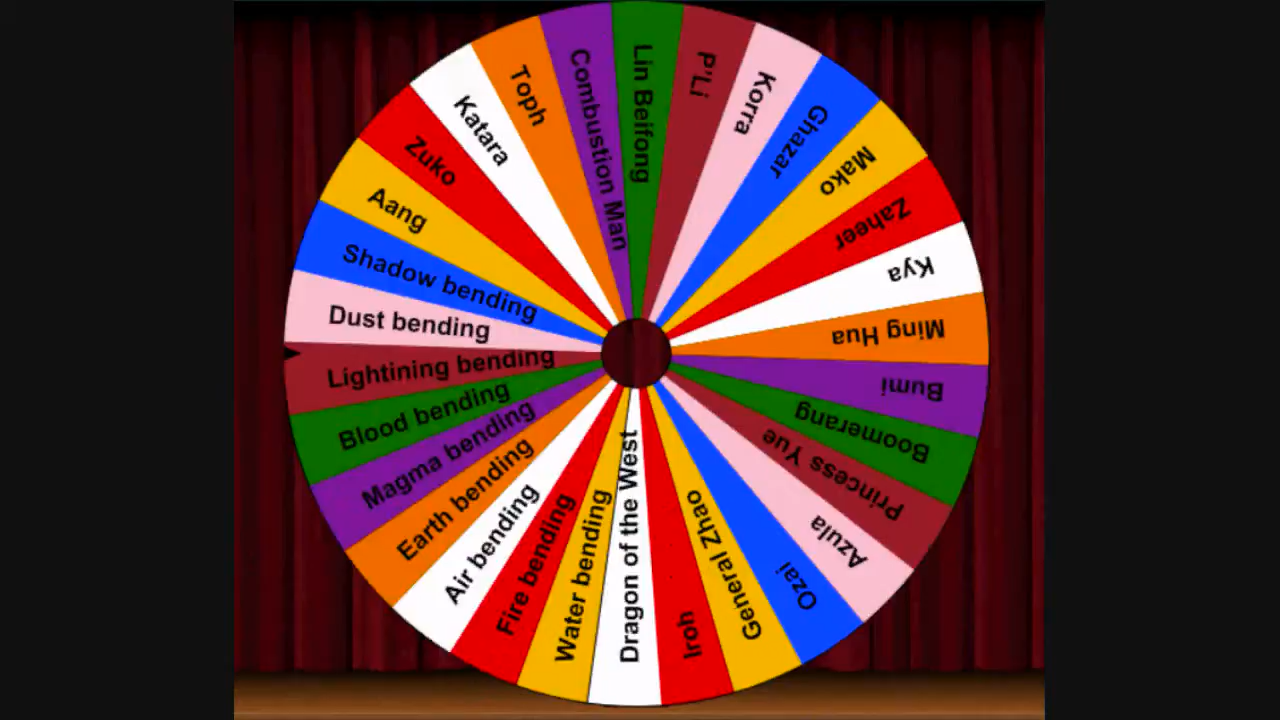 Lin Beifong
P'Li
Korra
Ghazar
Mako
Zaheer
Kya
Ming Hua
Bumi
Boomerang
Princess Yue
Azula
Ozai
General Zhao
Iroh
Dragon of the West
Water bending
Fire bending
Air bending
Earth bending
Magma bending
Blood bending
Lightining bending
Dust bending
Shadow bending
Aang
Zuko
Katara
Toph
Combustion Man